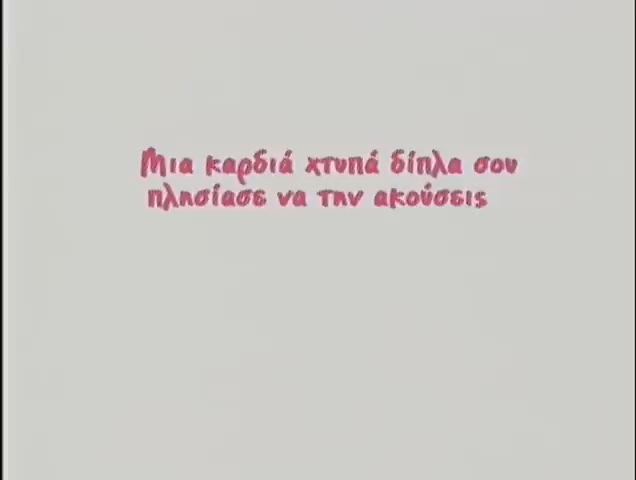 Μια καρδιά χτυπά δίπλα σου
πλησίασε να την ακούσεις